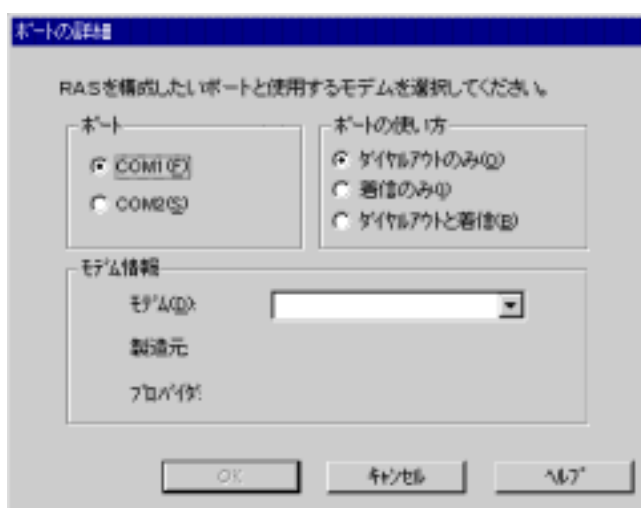 ポートの詳細
RASを構成したいポートと使用するモデムを選択してください。
ポート
COM1(F)
COM2(S)
ポートの使い方
ダイヤルアウトのみ(O)
着信のみ(I)
ダイヤルアウトと着信(B)
モデム情報
モデム(D):
製造元:
プロバイダ:
OK
キャンセル
ヘルプ